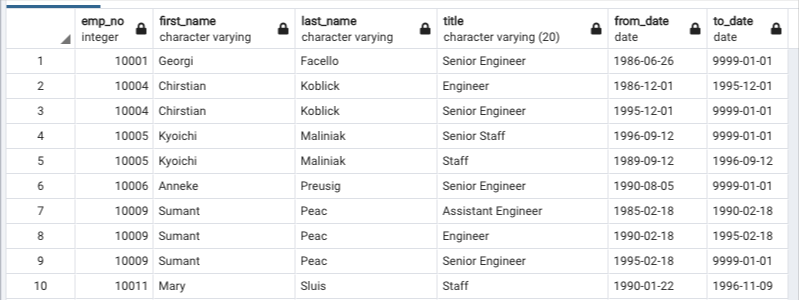 emp_no first_name last_name title from_date to_date
integer character varying character varying character varying (20) date date
1 10001 Georgi Facello Senior Engineer 1986-06-26 9999-01-01
2 10004 Chirstian Koblick Engineer 1986-12-01 1995-12-01
3 10004 Chirstian Koblick Senior Engineer 1995-12-01 9999-01-01
4 10005 Kyoichi Maliniak Senior Staff 1996-09-12 9999-01-01
5 10005 Kyoichi Maliniak Staff 1989-09-12 1996-09-12
6 10006 Anneke Preusig Senior Engineer 1990-08-05 9999-01-01
7 10009 Sumant Peac Assistant Engineer 1985-02-18 1990-02-18
8 10009 Sumant Peac Engineer 1990-02-18 1995-02-18
9 10009 Sumant Peac Senior Engineer 1995-02-18 9999-01-01
10 10011 Mary Sluis Staff 1990-01-22 1996-11-09